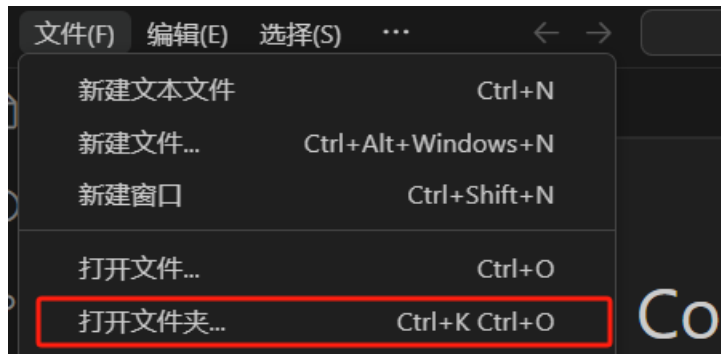 文件(F) 编辑(E) 选择(S) ··· ← →
新建文本文件 Ctrl+N
新建文件... Ctrl+Alt+Windows+N
新建窗口 Ctrl+Shift+N
打开文件... Ctrl+O
打开文件夹... Ctrl+K Ctrl+O
Co